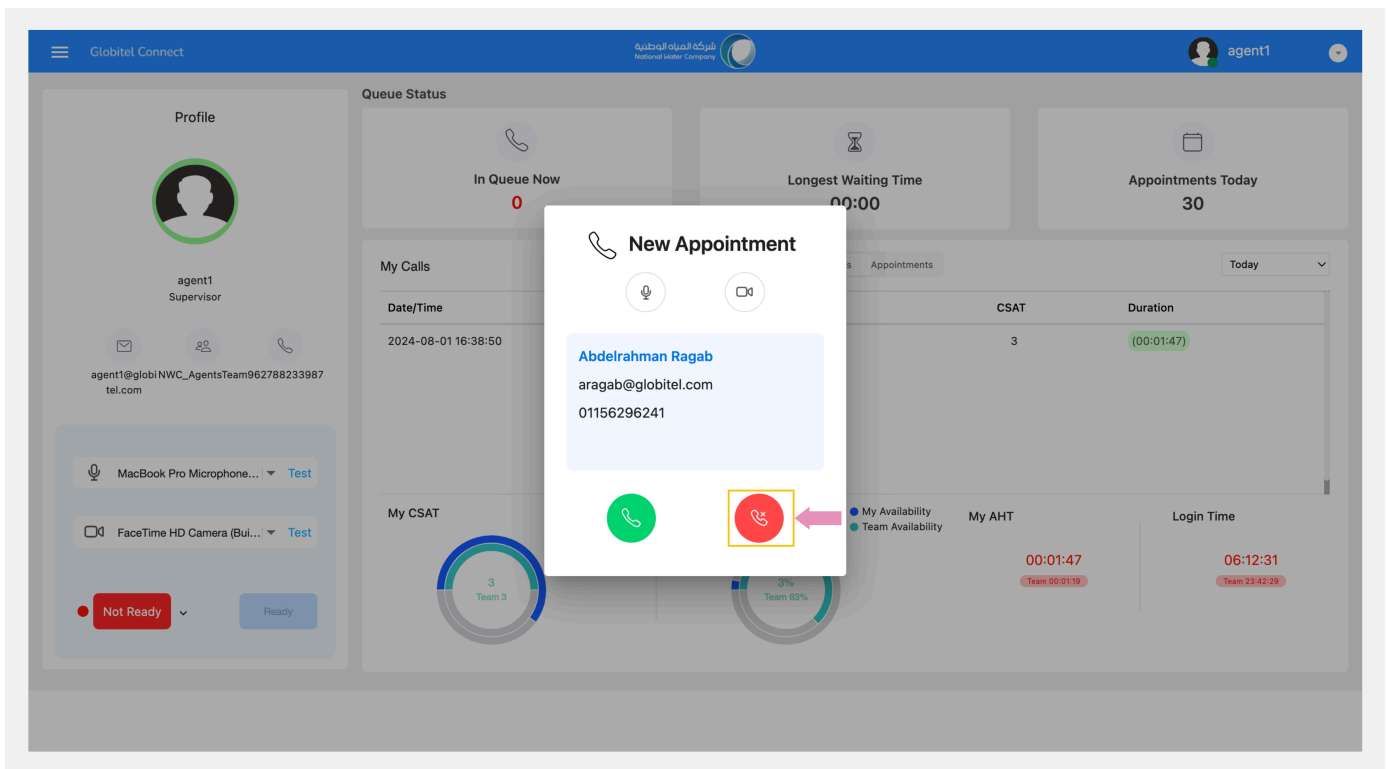 Globitel Connect
شركة المياه الوطنية
National Water Company
agent1
Profile
agent1
Supervisor
agent1@globi
tel.com
NWC_AgentsTeam
962788233987
MacBook Pro Microphone...
Test
FaceTime HD Camera (Bui...
Test
Not Ready
Ready
Queue Status
In Queue Now
0
Longest Waiting Time
00:00
Appointments Today
30
My Calls
s
Appointments
Today
Date/Time
CSAT
Duration
2024-08-01 16:38:50
3
(00:01:47)
New Appointment
Abdelrahman Ragab
aragab@globitel.com
01156296241
My CSAT
3
Team 3
My Availability
Team Availability
3%
Team 63%
My AHT
00:01:47
Team 00:01:19
Login Time
06:12:31
Team 23:42:29